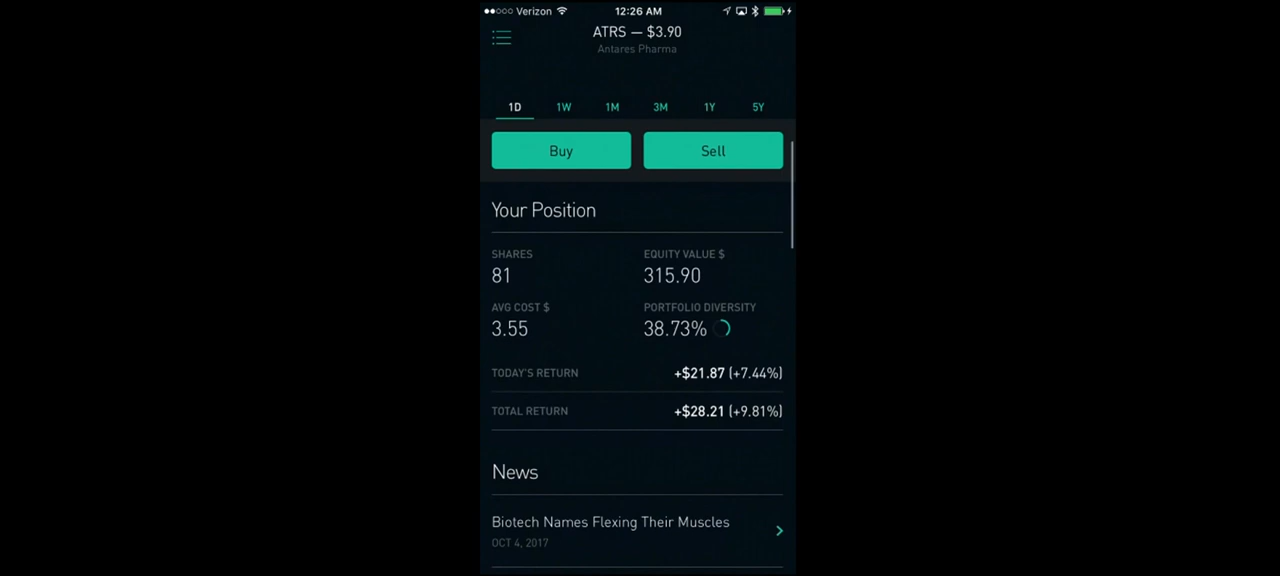 Verizon 12:26 AM
ATRS — $3.90
Antares Pharma
1D 1W 1M 3M 1Y 5Y
Buy Sell
Your Position
SHARES EQUITY VALUE $
81 315.90
AVG COST $ PORTFOLIO DIVERSITY
3.55 38.73%
TODAY'S RETURN +$21.87 (+7.44%)
TOTAL RETURN +$28.21 (+9.81%)
News
Biotech Names Flexing Their Muscles
OCT 4, 2017